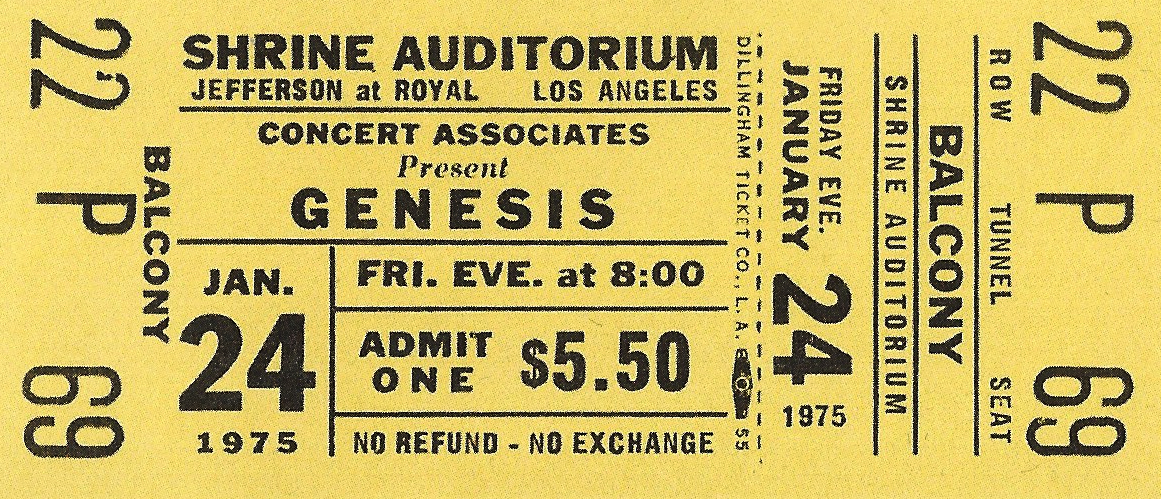 22 P 69
BALCONY
SHRINE AUDITORIUM
JEFFERSON at ROYAL LOS ANGELES
CONCERT ASSOCIATES
Present
GENESIS
JAN.
24
1975
FRI. EVE. at 8:00
ADMIT
ONE
$5.50
NO REFUND - NO EXCHANGE
DILLINGHAM TICKET CO., L. A. 55
FRIDAY EVE.
JANUARY 24
1975
SHRINE AUDITORIUM
BALCONY
ROW TUNNEL SEAT
22 P 69